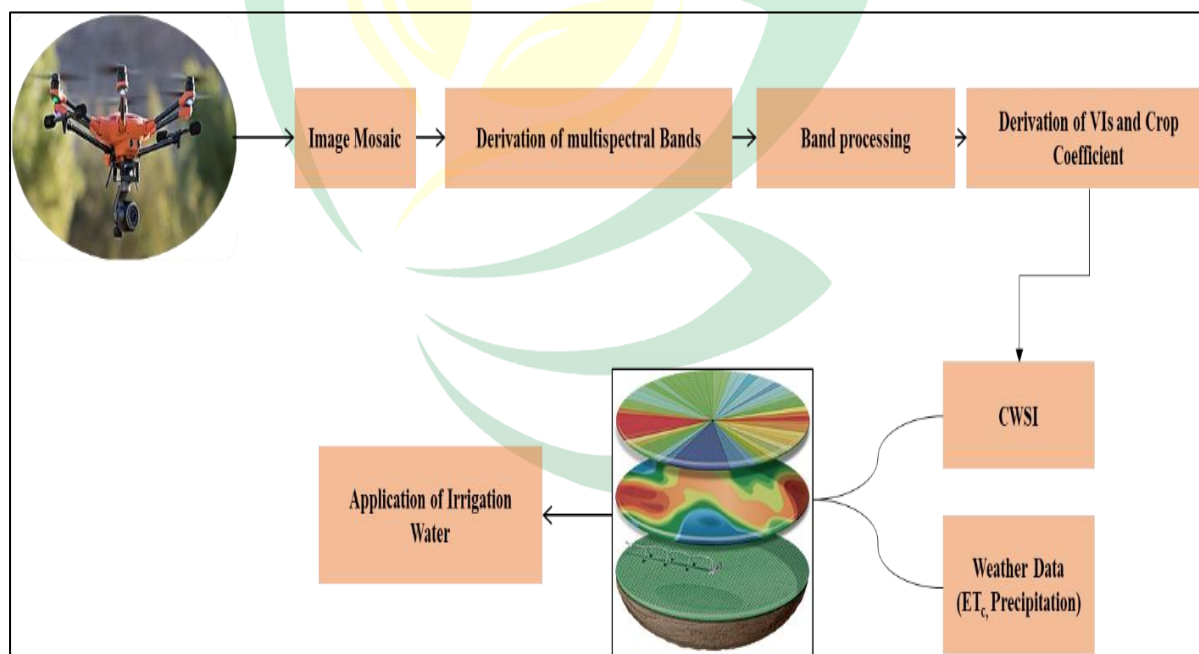 Image Mosaic
Derivation of multispectral Bands
Band processing
Derivation of VIs and Crop
Coefficient
CWSI
Weather Data
(ETc, Precipitation)
Application of Irrigation
Water